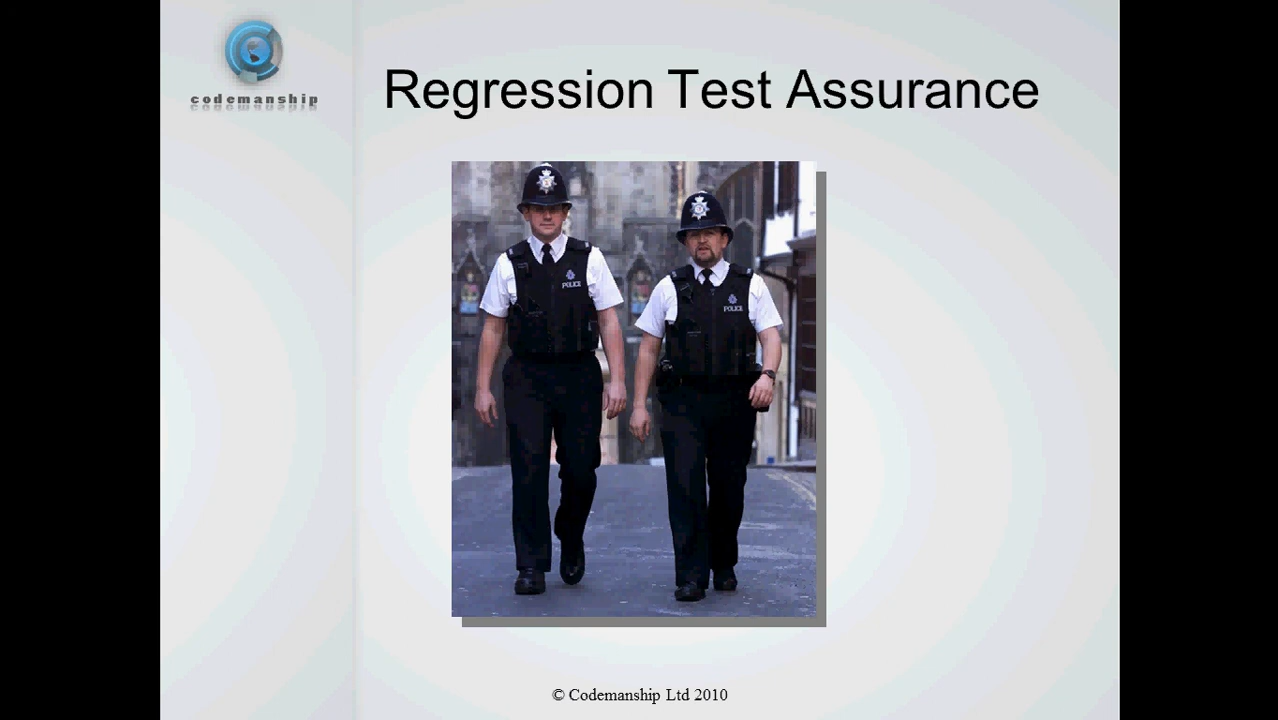 codemanship
Regression Test Assurance
POLICE
POLICE
© Codemanship Ltd 2010